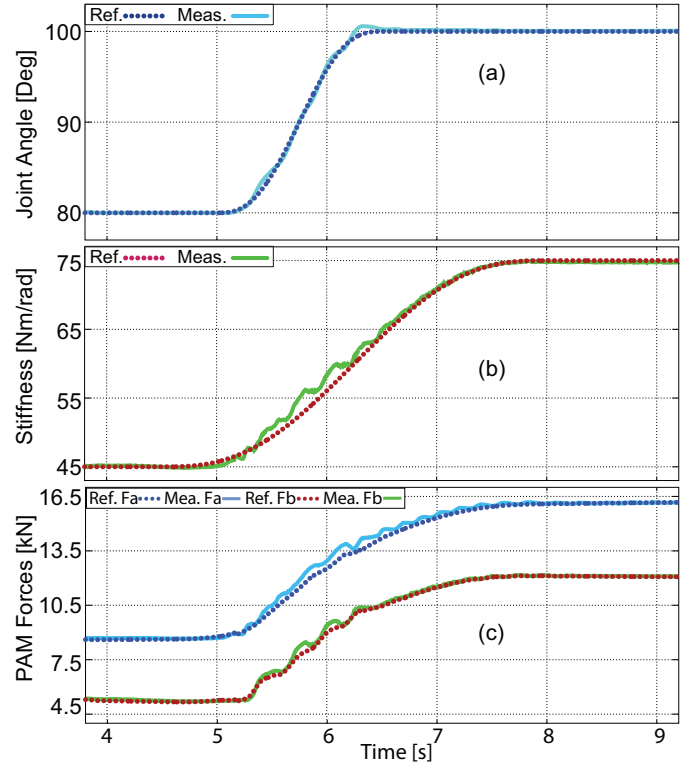 Ref. Meas.
100
90
80
Joint Angle [Deg]
(a)
Ref. Meas.
75
65
55
45
Stiffness [Nm/rad]
(b)
Ref. Fa Mea. Fa Ref. Fb Mea. Fb
16.5
13.5
10.5
7.5
4.5
PAM Forces [kN]
(c)
4 5 6 7 8 9
Time [s]